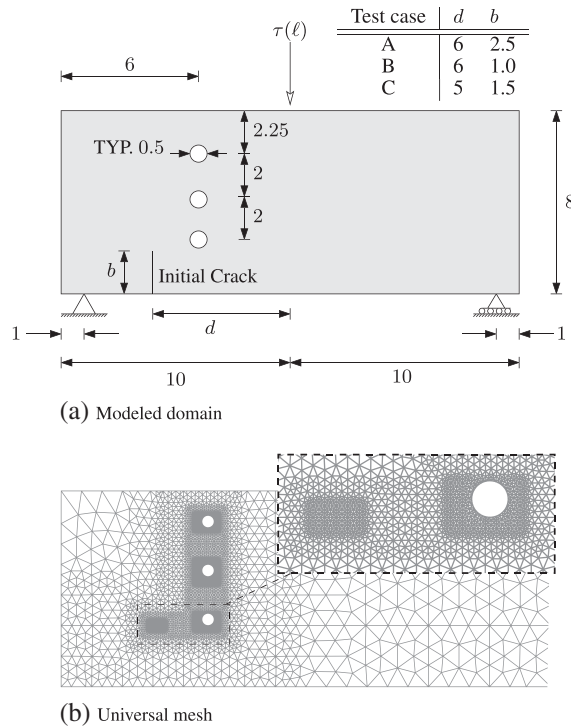 Test case d b
A 6 2.5
B 6 1.0
C 5 1.5
τ(ℓ)
6
2.25
TYP. 0.5
2
2
8
b
Initial Crack
d
1
1
10
10
(a) Modeled domain
(b) Universal mesh